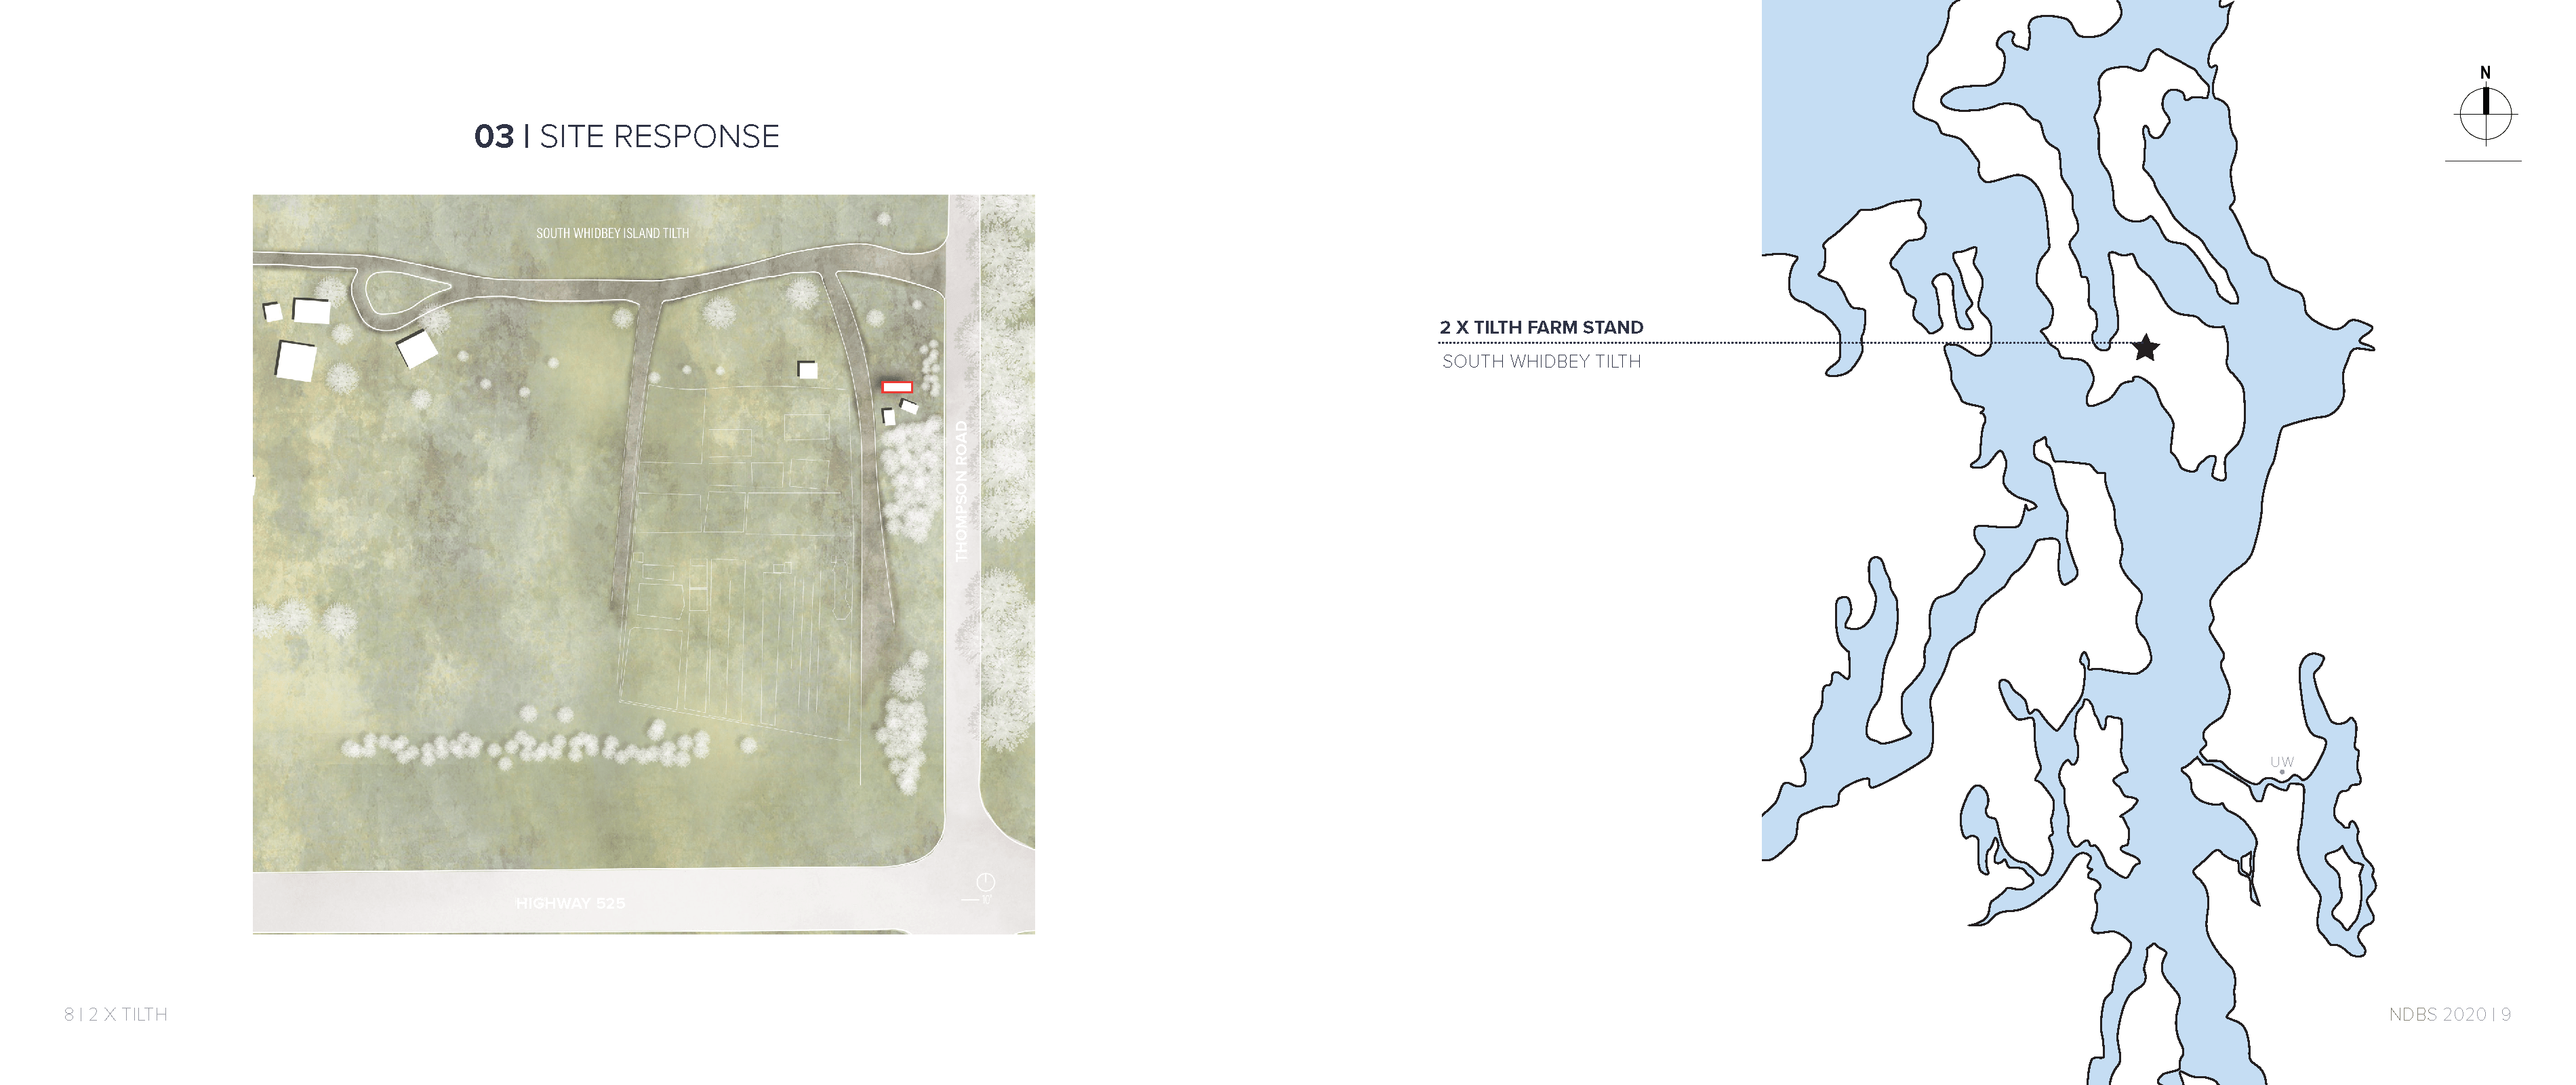 03 | SITE RESPONSE
SOUTH WHIDBEY ISLAND TILTH
THOMPSON ROAD
HIGHWAY 525
8 | 2 X TILTH
N
2 X TILTH FARM STAND
SOUTH WHIDBEY TILTH
UW
NDBS 2020 | 9